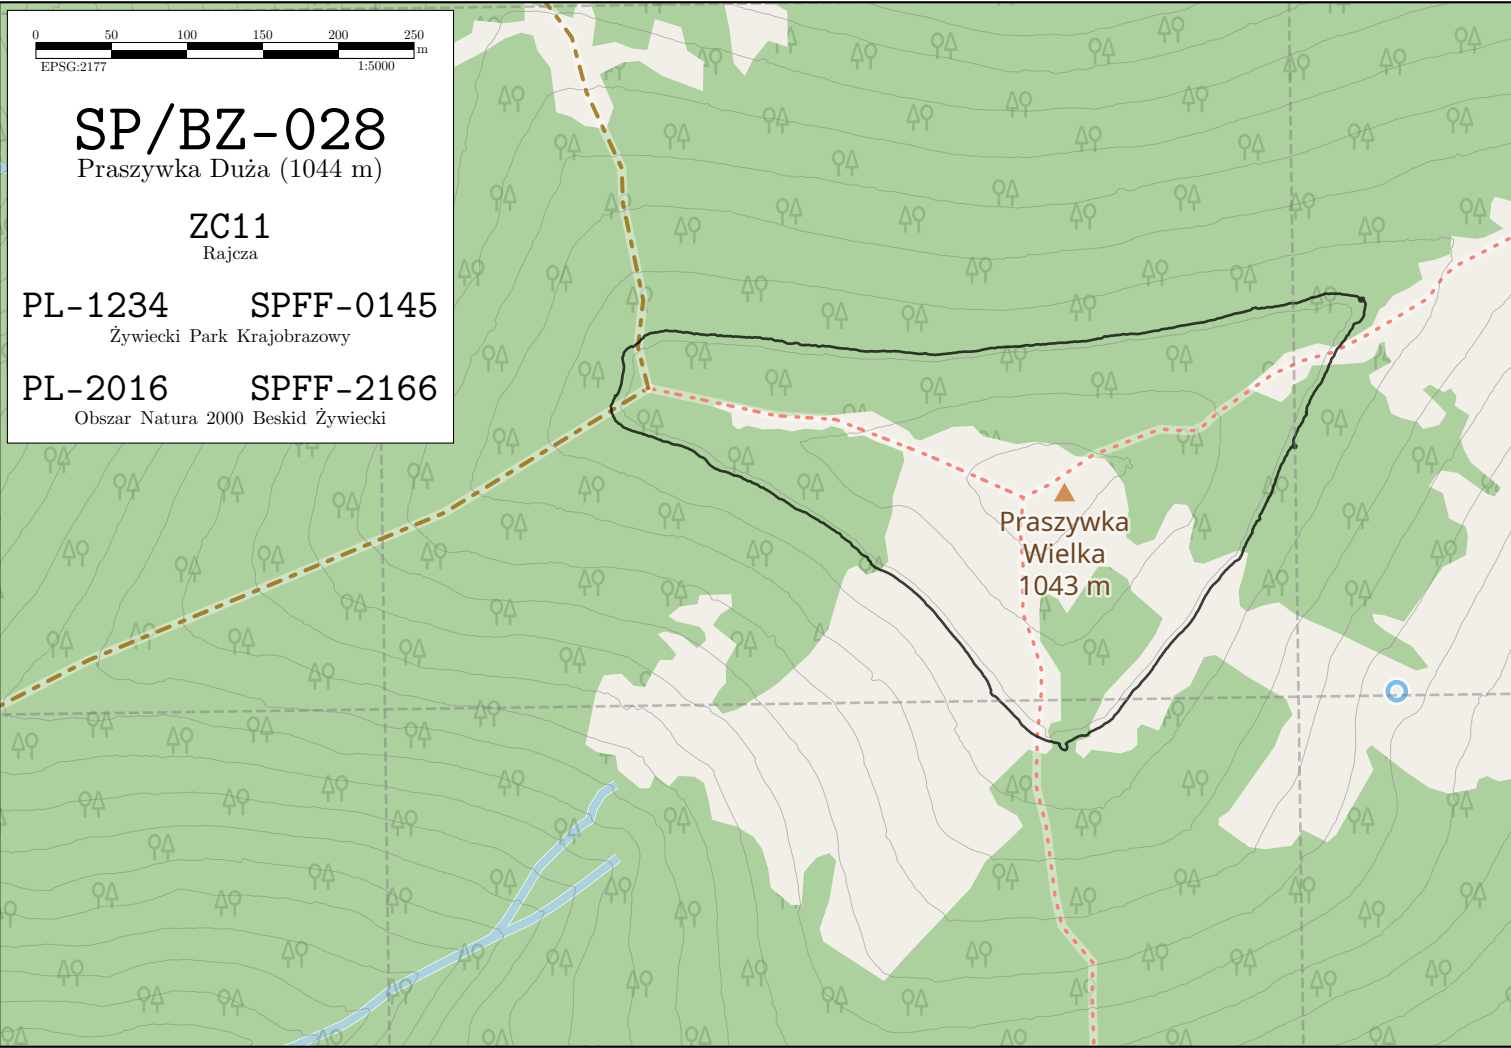 0 50 100 150 200 250
m
EPSG:2177 1:5000
SP/BZ-028
Praszywka Duża (1044 m)
ZC11
Rajcza
PL-1234 SPFF-0145
Żywiecki Park Krajobrazowy
PL-2016 SPFF-2166
Obszar Natura 2000 Beskid Żywiecki
Praszywka
Wielka
1043 m